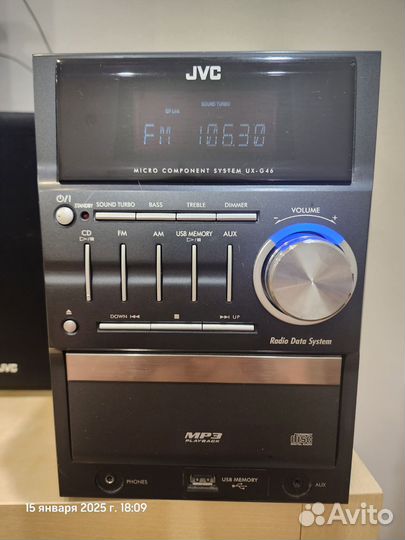 JVC
SOUND TURBO
FM 106.30
MICRO COMPONENT SYSTEM UX-G46
STANDBY
SOUND TURBO BASS TREBLE DIMMER
VOLUME
− +
CD FM AM USB MEMORY AUX
DOWN UP
Radio Data System
JVC
MP3
PLAYBACK
PHONES USB MEMORY AUX
15 января 2025 г. 18:09
Avito